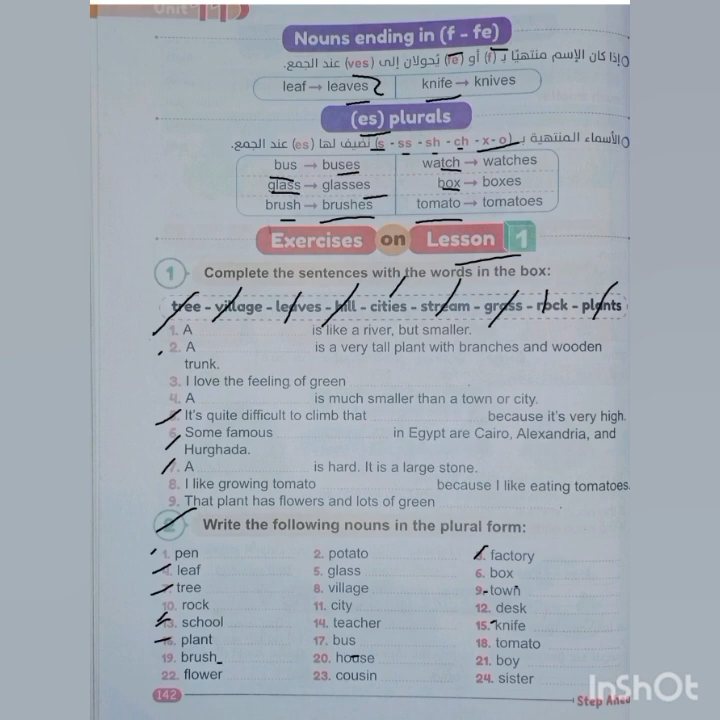 Unit
Nouns ending in (f - fe)
وإذا كان الإسم منتهيًا بـ (f) أو (fe) يُحولان إلى (ves) عند الجمع.
leaf → leaves knife → knives
(es) plurals
والأسماء المنتهية بـ (s - ss - sh - ch - x - o) نضيف لها (es) عند الجمع.
bus → buses watch → watches
glass → glasses box → boxes
brush → brushes tomato → tomatoes
Exercises on Lesson 1
1 Complete the sentences with the words in the box:
tree - village - leaves - hill - cities - stream - grass - rock - plants
1. A is like a river, but smaller.
2. A is a very tall plant with branches and wooden
trunk.
3. I love the feeling of green
4. A is much smaller than a town or city.
5. It's quite difficult to climb that because it's very high.
6. Some famous in Egypt are Cairo, Alexandria, and
Hurghada.
7. A is hard. It is a large stone.
8. I like growing tomato because I like eating tomatoes.
9. That plant has flowers and lots of green
2 Write the following nouns in the plural form:
1. pen 2. potato 3. factory
4. leaf 5. glass 6. box
7. tree 8. village 9. town
10. rock 11. city 12. desk
13. school 14. teacher 15. knife
16. plant 17. bus 18. tomato
19. brush 20. house 21. boy
22. flower 23. cousin 24. sister
142
Step Ahead
InShOt